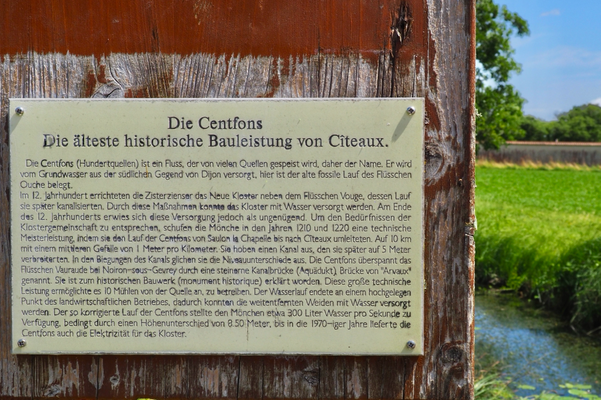 Die Centfons
Die älteste historische Bauleistung von Cîteaux.
Die Centfons (Hundertquellen) ist ein Fluss, der von vielen Quellen gespeist wird, daher der Name. Er wird
vom Grundwasser aus der südlichen Gegend von Dijon versorgt, hier ist der alte fossile Lauf des Flüsschen
Ouche belegt.
Im 12. Jahrhundert errichteten die Zisterzienser das Neue Kloster neben dem Flüsschen Vouge, dessen Lauf
sie später kanalisierten. Durch diese Maßnahmen konnte das Kloster mit Wasser versorgt werden. Am Ende
des 12. Jahrhunderts erwies sich diese Versorgung jedoch als ungenügend. Um den Bedürfnissen der
Klostergemeinschaft zu entsprechen, schufen die Mönche in den Jahren 1210 und 1220 eine technische
Meisterleistung, indem sie den Lauf der Centfons von Saulon la Chapelle bis nach Cîteaux umleiteten. Auf 10 km
mit einem mittleren Gefälle von 1 Meter pro Kilometer. Sie hoben einen Kanal aus, den sie später auf 5 Meter
verbreiterten. In den Biegungen des Kanals glichen sie die Niveauunterschiede aus. Die Centfons überspannt das
Flüsschen Varaude bei Noiron-sous-Gevrey durch eine steinerne Kanalbrücke (Aquädukt), Brücke von "Arvaux"
genannt. Sie ist zum historischen Bauwerk (monument historique) erklärt worden. Diese große technische
Leistung ermöglichte es 10 Mühlen von der Quelle an, zu betreiben. Der Wasserlauf endete an einem hochgelegen
Punkt des landwirtschaftlichen Betriebes, dadurch konnten die weitentfernten Weiden mit Wasser versorgt
werden. Der so korrigierte Lauf der Centfons stellte den Mönchen etwa 300 Liter Wasser pro Sekunde zu
Verfügung, bedingt durch einen Höhenunterschied von 8.50 Meter, bis in die 1970-iger Jahre lieferte die
Centfons auch die Elektrizität für das Kloster.